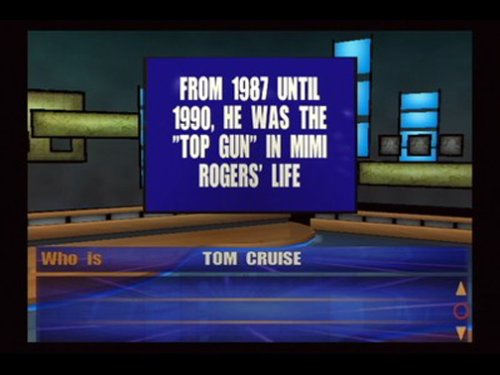 FROM 1987 UNTIL
1990, HE WAS THE
"TOP GUN" IN MIMI
ROGERS' LIFE
Who is TOM CRUISE